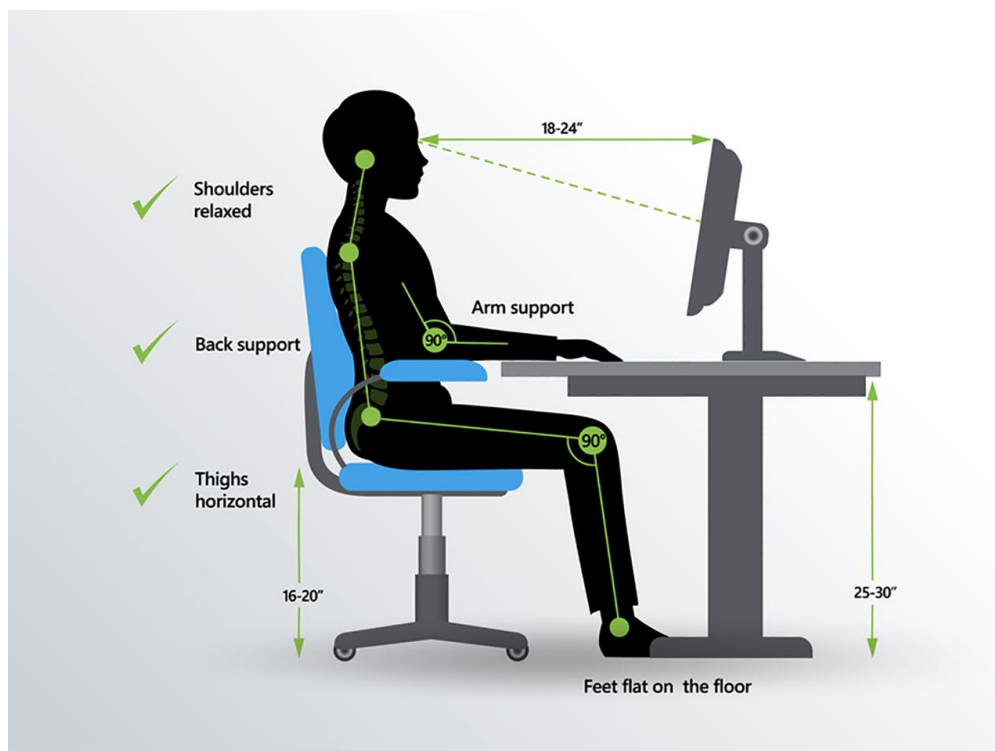 18-24”
Shoulders
relaxed
Arm support
90°
Back support
90°
Thighs
horizontal
16-20”
25-30”
Feet flat on the floor